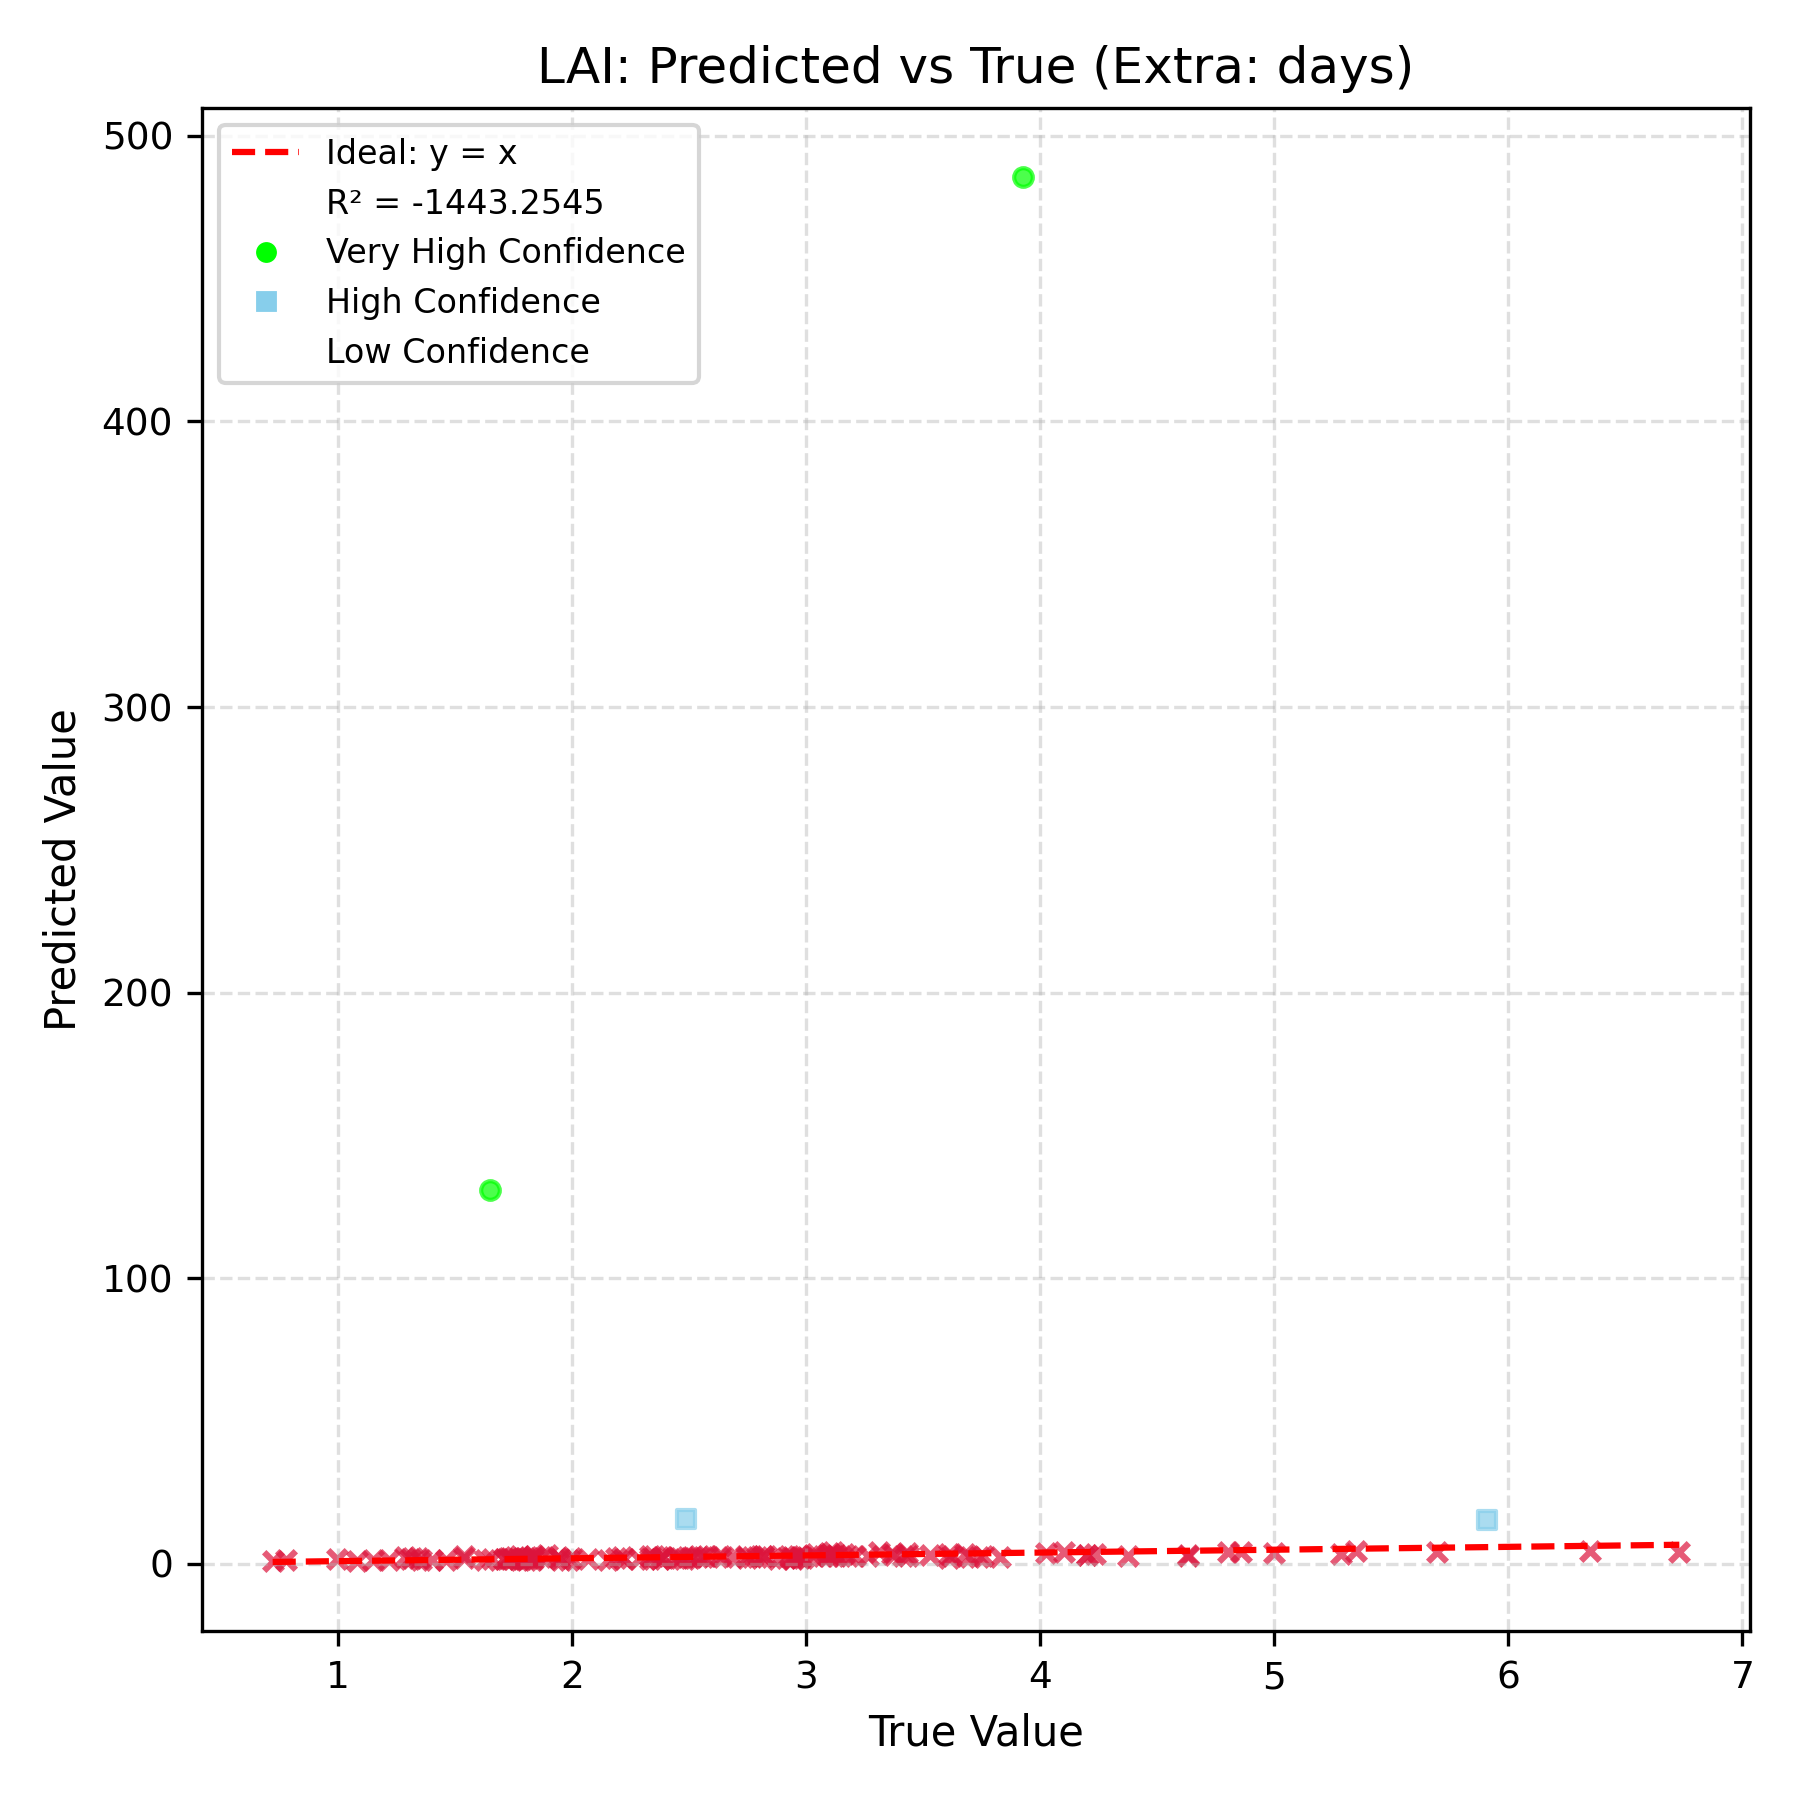 LAI: Predicted vs True (Extra: days)
Ideal: y = x
R² = -1443.2545
Very High Confidence
High Confidence
Low Confidence
500
400
300
200
100
0
Predicted Value
1 2 3 4 5 6 7
True Value